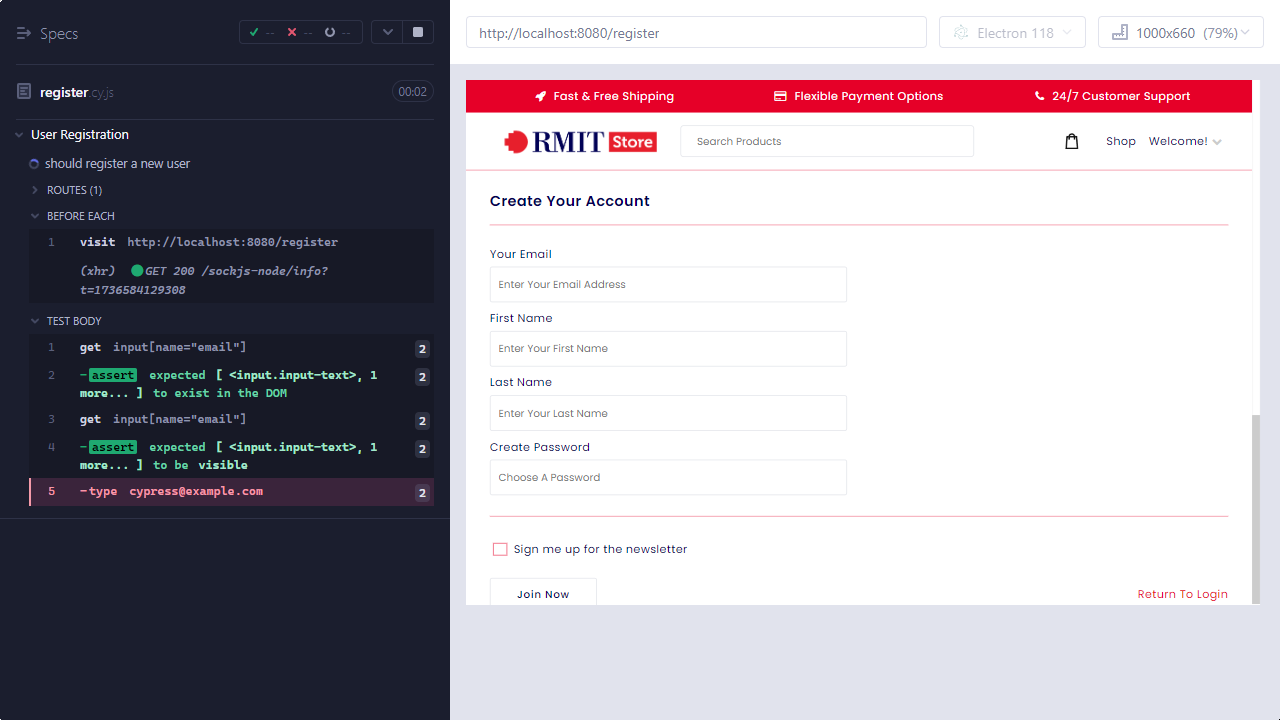 Specs
-- -- --
register.cy.js 00:02
User Registration
should register a new user
ROUTES (1)
BEFORE EACH
1 visit http://localhost:8080/register
(xhr) GET 200 /sockjs-node/info?
t=1736584129308
TEST BODY
1 get input[name="email"] 2
2 -assert expected [ <input.input-text>, 1 2
more... ] to exist in the DOM
3 get input[name="email"] 2
4 -assert expected [ <input.input-text>, 1 2
more... ] to be visible
5 -type cypress@example.com 2
http://localhost:8080/register
Electron 118
1000x660 (79%)
Fast & Free Shipping
Flexible Payment Options
24/7 Customer Support
RMIT Store
Search Products
Shop
Welcome!
Create Your Account
Your Email
Enter Your Email Address
First Name
Enter Your First Name
Last Name
Enter Your Last Name
Create Password
Choose A Password
Sign me up for the newsletter
Join Now
Return To Login